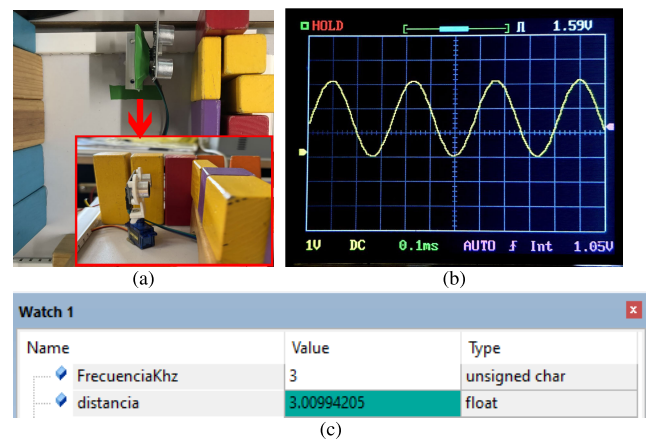 HOLD
1.59V
1V DC 0.1ms AUTO Int 1.05V
(a)
(b)
Watch 1
x
Name Value Type
FrecuenciaKhz 3 unsigned char
distancia 3.00994205 float
(c)